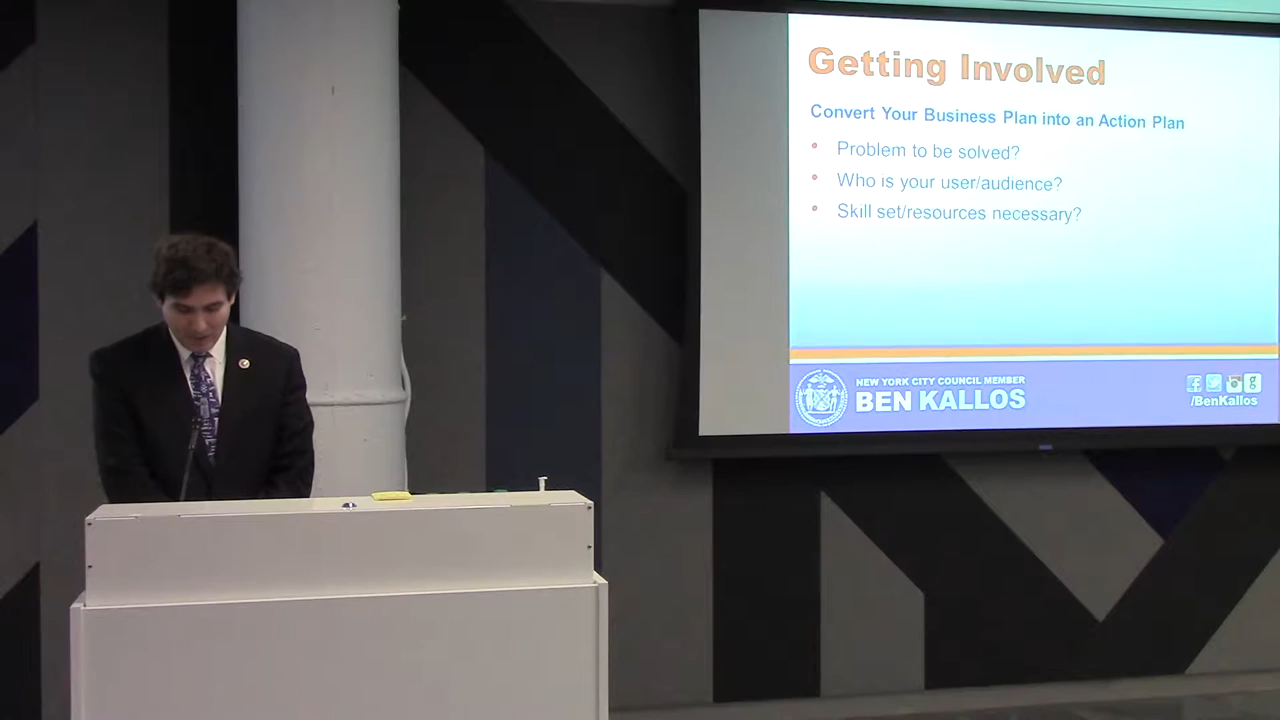 Getting Involved
Convert Your Business Plan into an Action Plan
• Problem to be solved?
• Who is your user/audience?
• Skill set/resources necessary?
NEW YORK CITY COUNCIL MEMBER
BEN KALLOS
/BenKallos